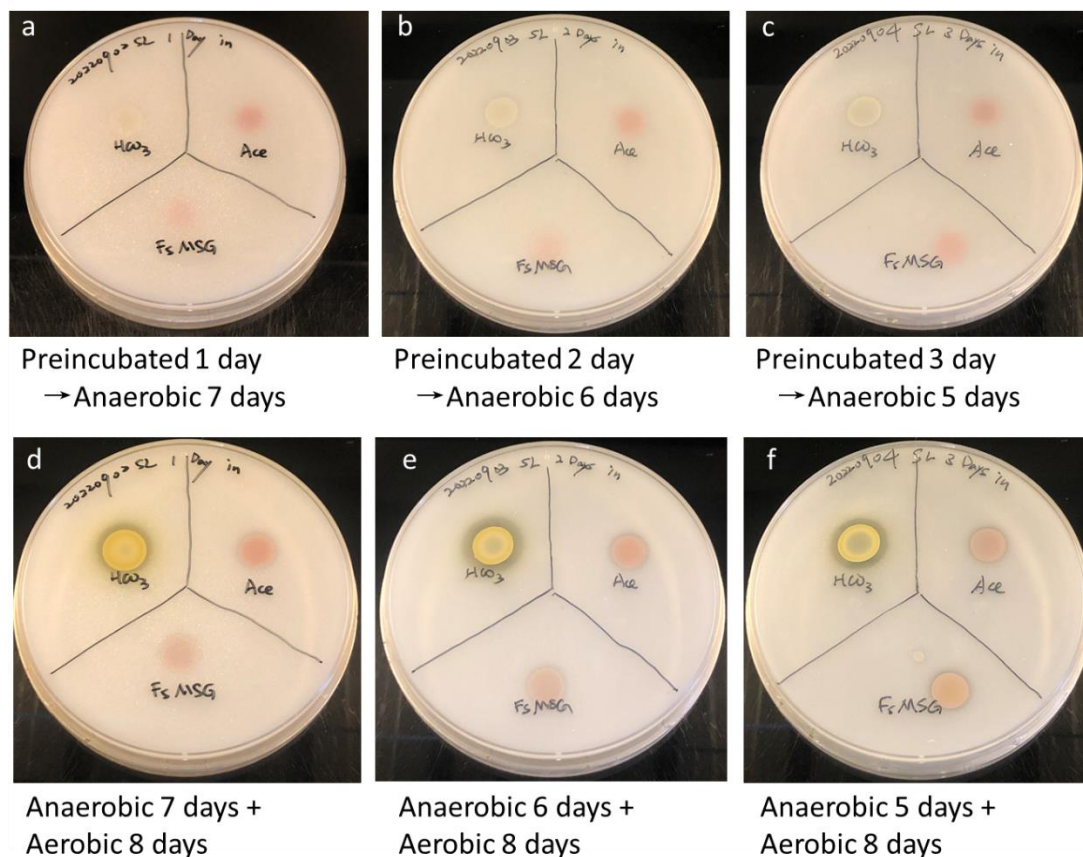 a
20220902 SL 1 Day in
HCO3
Ace
Fs MSG
b
20220903 SL 2 Days in
HCO3
Ace
Fs MSG
c
20220904 SL 3 Days in
HCO3
Ace
Fs MSG
Preincubated 1 day
→ Anaerobic 7 days
Preincubated 2 day
→ Anaerobic 6 days
Preincubated 3 day
→ Anaerobic 5 days
d
20220902 SL 1 Day in
HCO3
Ace
Fs MSG
e
20220903 SL 2 Days in
HCO3
Ace
Fs MSG
f
20220904 SL 3 Days in
HCO3
Ace
Fs MSG
Anaerobic 7 days +
Aerobic 8 days
Anaerobic 6 days +
Aerobic 8 days
Anaerobic 5 days +
Aerobic 8 days